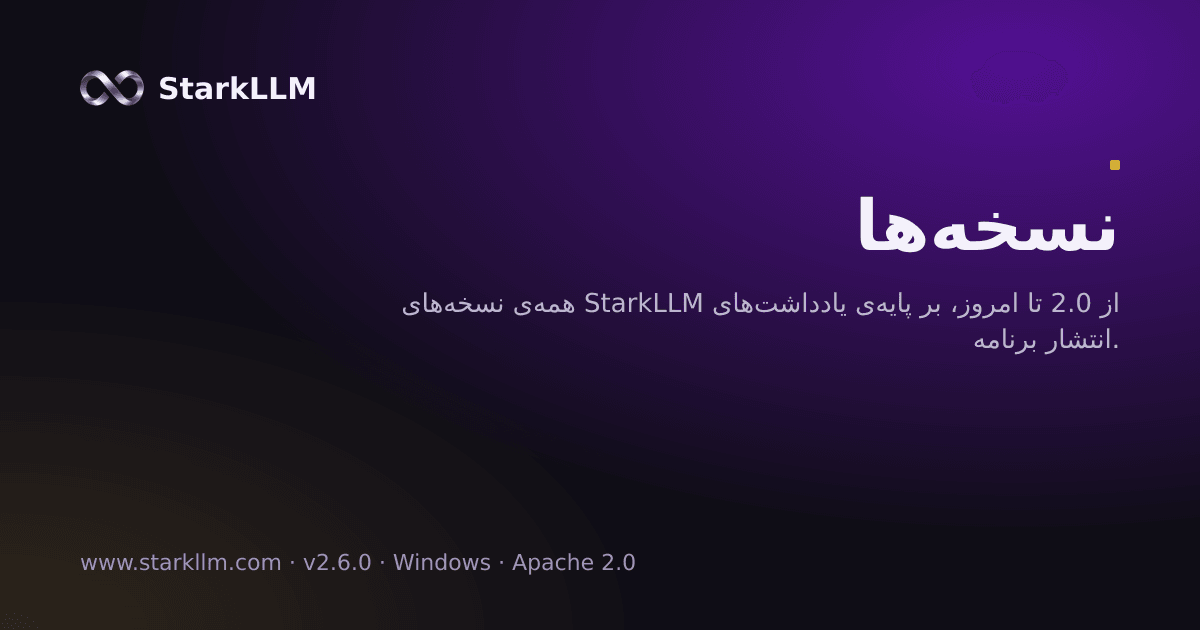 StarkLLM
نسخه‌ها
همه‌ی نسخه‌های StarkLLM از 2.0 تا امروز، بر پایه‌ی یادداشت‌های
انتشار برنامه.
www.starkllm.com · v2.6.0 · Windows · Apache 2.0